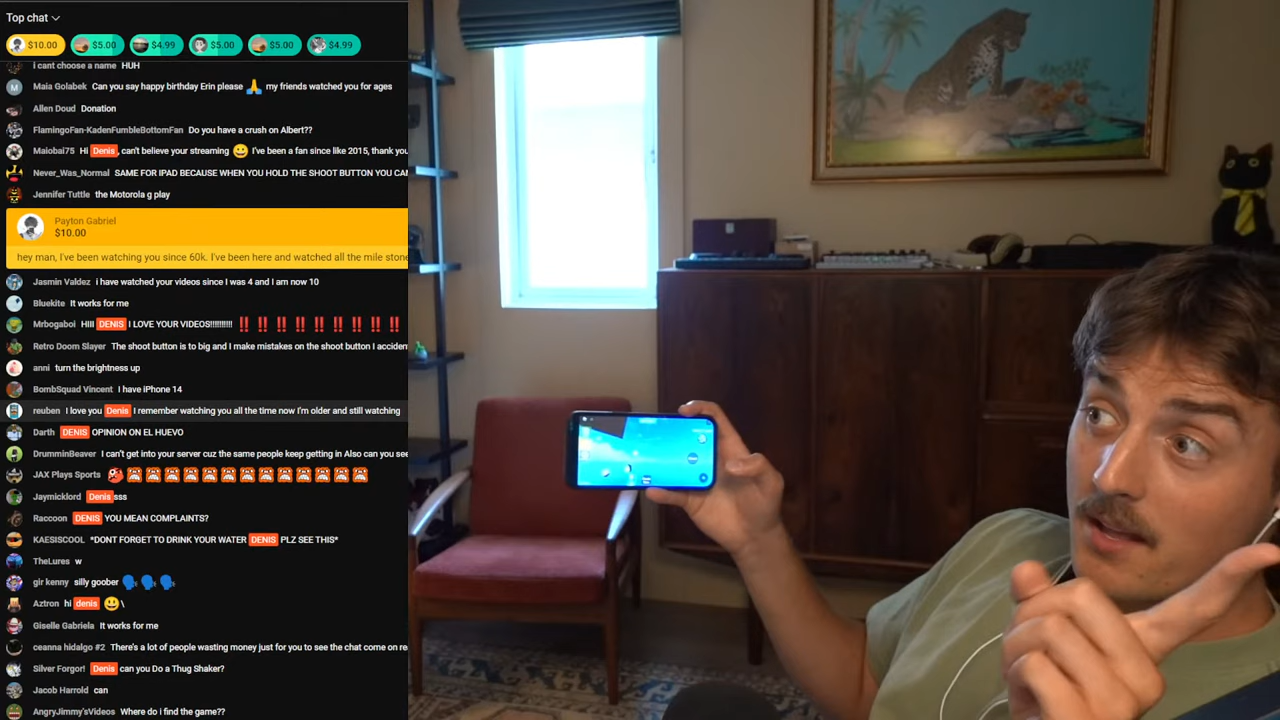 Top chat
$10.00 $5.00 $4.99 $5.00 $5.00 $4.99
i cant choose a name HUH
Maia Golabek Can you say happy birthday Erin please 🙏 my friends watched you for ages
Allen Doud Donation
FlamingoFan-KadenFumbleBottomFan Do you have a crush on Albert??
Maiobai75 Hi Denis, can't believe your streaming 😀 I've been a fan since like 2015, thank you
Never_Was_Normal SAME FOR IPAD BECAUSE WHEN YOU HOLD THE SHOOT BUTTON YOU CAN
Jennifer Tuttle the Motorola g play
Payton Gabriel
$10.00
hey man, I've been watching you since 60k. I've been here and watched all the mile stone
Jasmin Valdez i have watched your videos since I was 4 and I am now 10
Bluekite It works for me
Mrbogaboi HIII DENIS I LOVE YOUR VIDEOS!!!!!!!!!! ‼️ ‼️ ‼️ ‼️ ‼️ ‼️ ‼️ ‼️ ‼️
Retro Doom Slayer The shoot button is to big and I make mistakes on the shoot button I acciden
anni turn the brightness up
BombSquad Vincent I have iPhone 14
reuben I love you Denis I remember watching you all the time now I'm older and still watching
Darth DENIS OPINION ON EL HUEVO
DrumminBeaver I can't get into your server cuz the same people keep getting in Also can you see
JAX Plays Sports
Jaymicklord Denissss
Raccoon DENIS YOU MEAN COMPLAINTS?
KAESISCOOL *DONT FORGET TO DRINK YOUR WATER DENIS PLZ SEE THIS*
TheLures w
gir kenny silly goober 🗣️ 🗣️ 🗣️
Aztron hi denis 😀\
Giselle Gabriela It works for me
ceanna hidalgo #2 There's a lot of people wasting money just for you to see the chat come on re
Silver Forgor! Denis can you Do a Thug Shaker?
Jacob Harrold can
AngryJimmy'sVideos Where do i find the game??